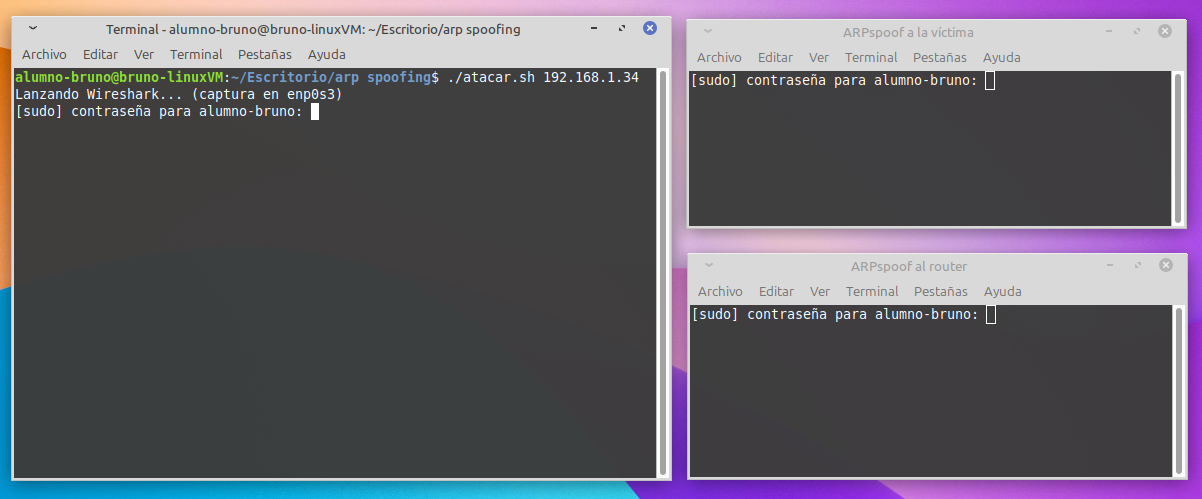 Terminal - alumno-bruno@bruno-linuxVM: ~/Escritorio/arp spoofing
Archivo Editar Ver Terminal Pestañas Ayuda
alumno-bruno@bruno-linuxVM:~/Escritorio/arp spoofing$ ./atacar.sh 192.168.1.34
Lanzando Wireshark... (captura en enp0s3)
[sudo] contraseña para alumno-bruno:
ARPspoof a la víctima
Archivo Editar Ver Terminal Pestañas Ayuda
[sudo] contraseña para alumno-bruno:
ARPspoof al router
Archivo Editar Ver Terminal Pestañas Ayuda
[sudo] contraseña para alumno-bruno: